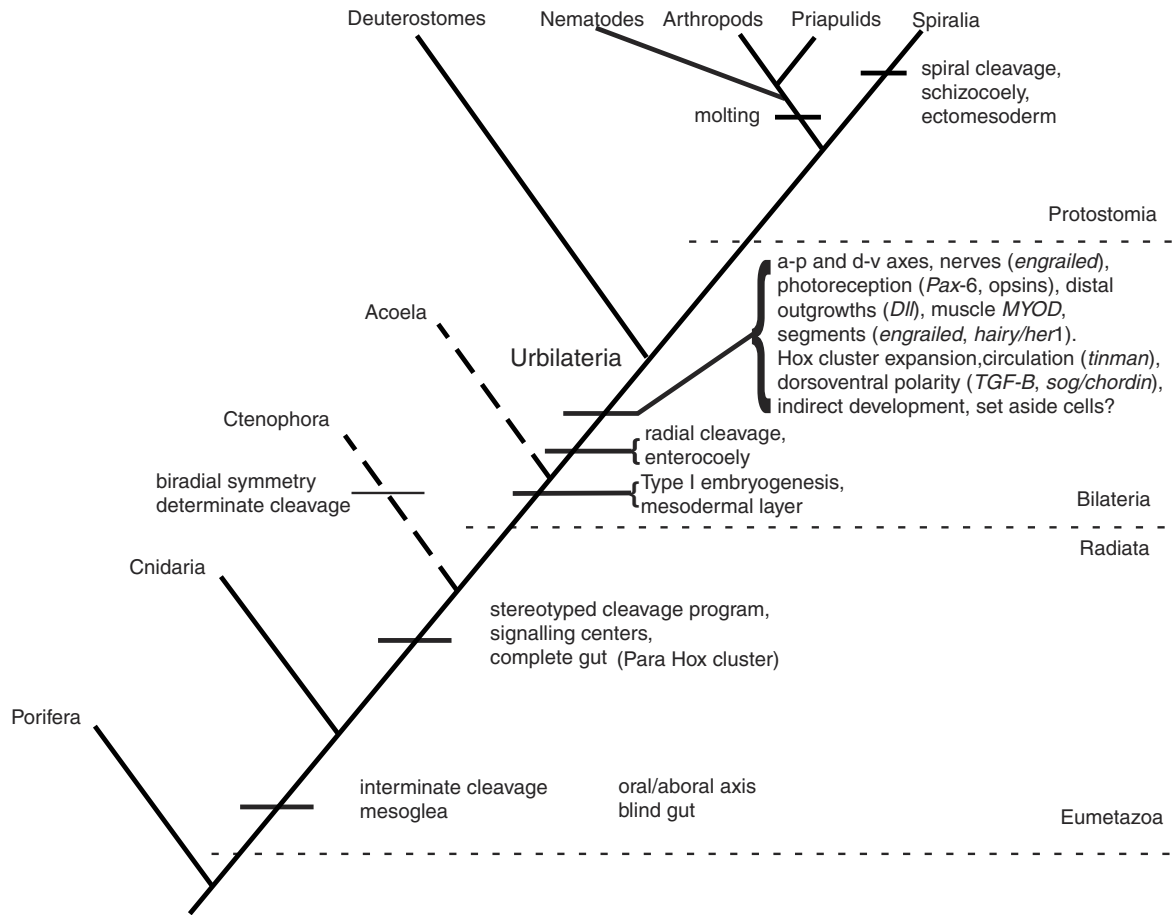 Deuterostomes
Nematodes
Arthropods
Priapulids
Spiralia
spiral cleavage,
schizocoely,
ectomesoderm
molting
Protostomia
a-p and d-v axes, nerves (engrailed),
photoreception (Pax-6, opsins), distal
outgrowths (Dll), muscle MYOD,
segments (engrailed, hairy/her1).
Hox cluster expansion,circulation (tinman),
dorsoventral polarity (TGF-B, sog/chordin),
indirect development, set aside cells?
Acoela
Urbilateria
Ctenophora
radial cleavage,
enterocoely
biradial symmetry
determinate cleavage
Type I embryogenesis,
mesodermal layer
Bilateria
Radiata
Cnidaria
stereotyped cleavage program,
signalling centers,
complete gut (Para Hox cluster)
Porifera
interminate cleavage
mesoglea
oral/aboral axis
blind gut
Eumetazoa